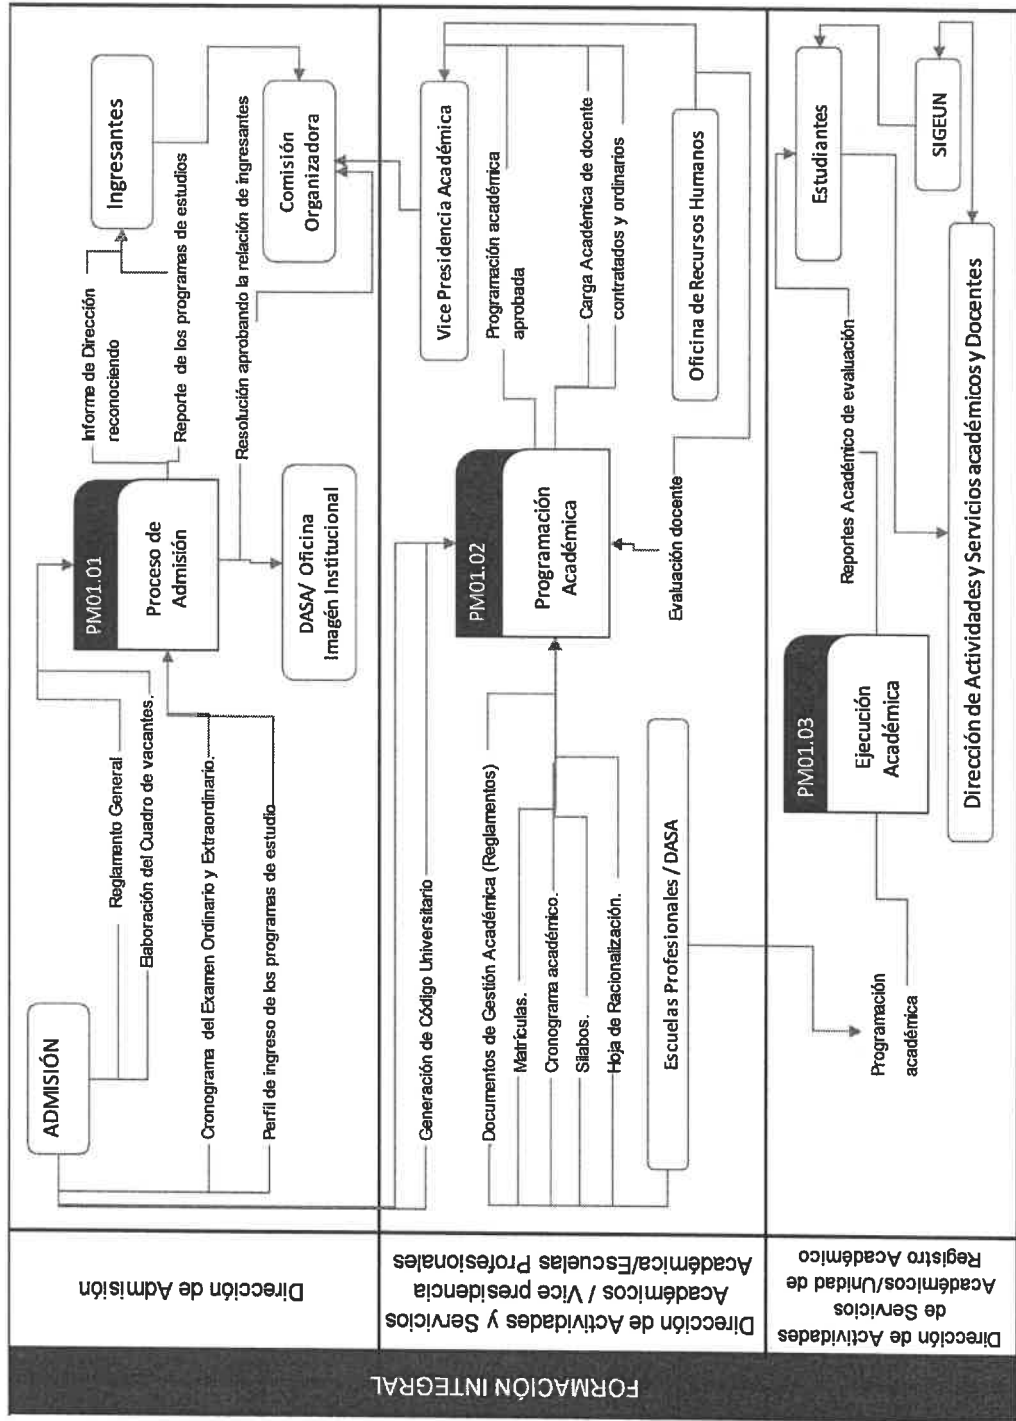 FORMACIÓN INTEGRAL
Dirección de Admisión
ADMISIÓN
Reglamento General
Elaboración del Cuadro de vacantes.
Cronograma del Examen Ordinario y Extraordinario.
Perfil de ingreso de los programas de estudio
PM01.01
Proceso de
Admisión
Informe de Dirección
reconociendo
Reporte de los programas de estudios
Resolución aprobando la relación de ingresantes
DASA/ Oficina
Imagén Institucional
Ingresantes
Comisión
Organizadora
Dirección de Actividades y Servicios
Académicos / Vice presidencia
Académica/Escuelas Profesionales
Generación de Código Universitario
Documentos de Gestión Académica (Reglamentos)
Matrículas.
Cronograma académico.
Silabos.
Hoja de Racionalización.
Escuelas Profesionales / DASA
PM01.02
Programación
Académica
Evaluación docente
Vice Presidencia Académica
Programación académica
aprobada
Carga Académica de docente
contratados y ordinarios
Oficina de Recursos Humanos
Dirección de Actividades
de Servicios
Académicos/Unidad de
Registro Académico
Programación
académica
PM01.03
Ejecución
Académica
Reportes Académico de evaluación
Estudiantes
SIGEUN
Dirección de Actividades y Servicios académicos y Docentes